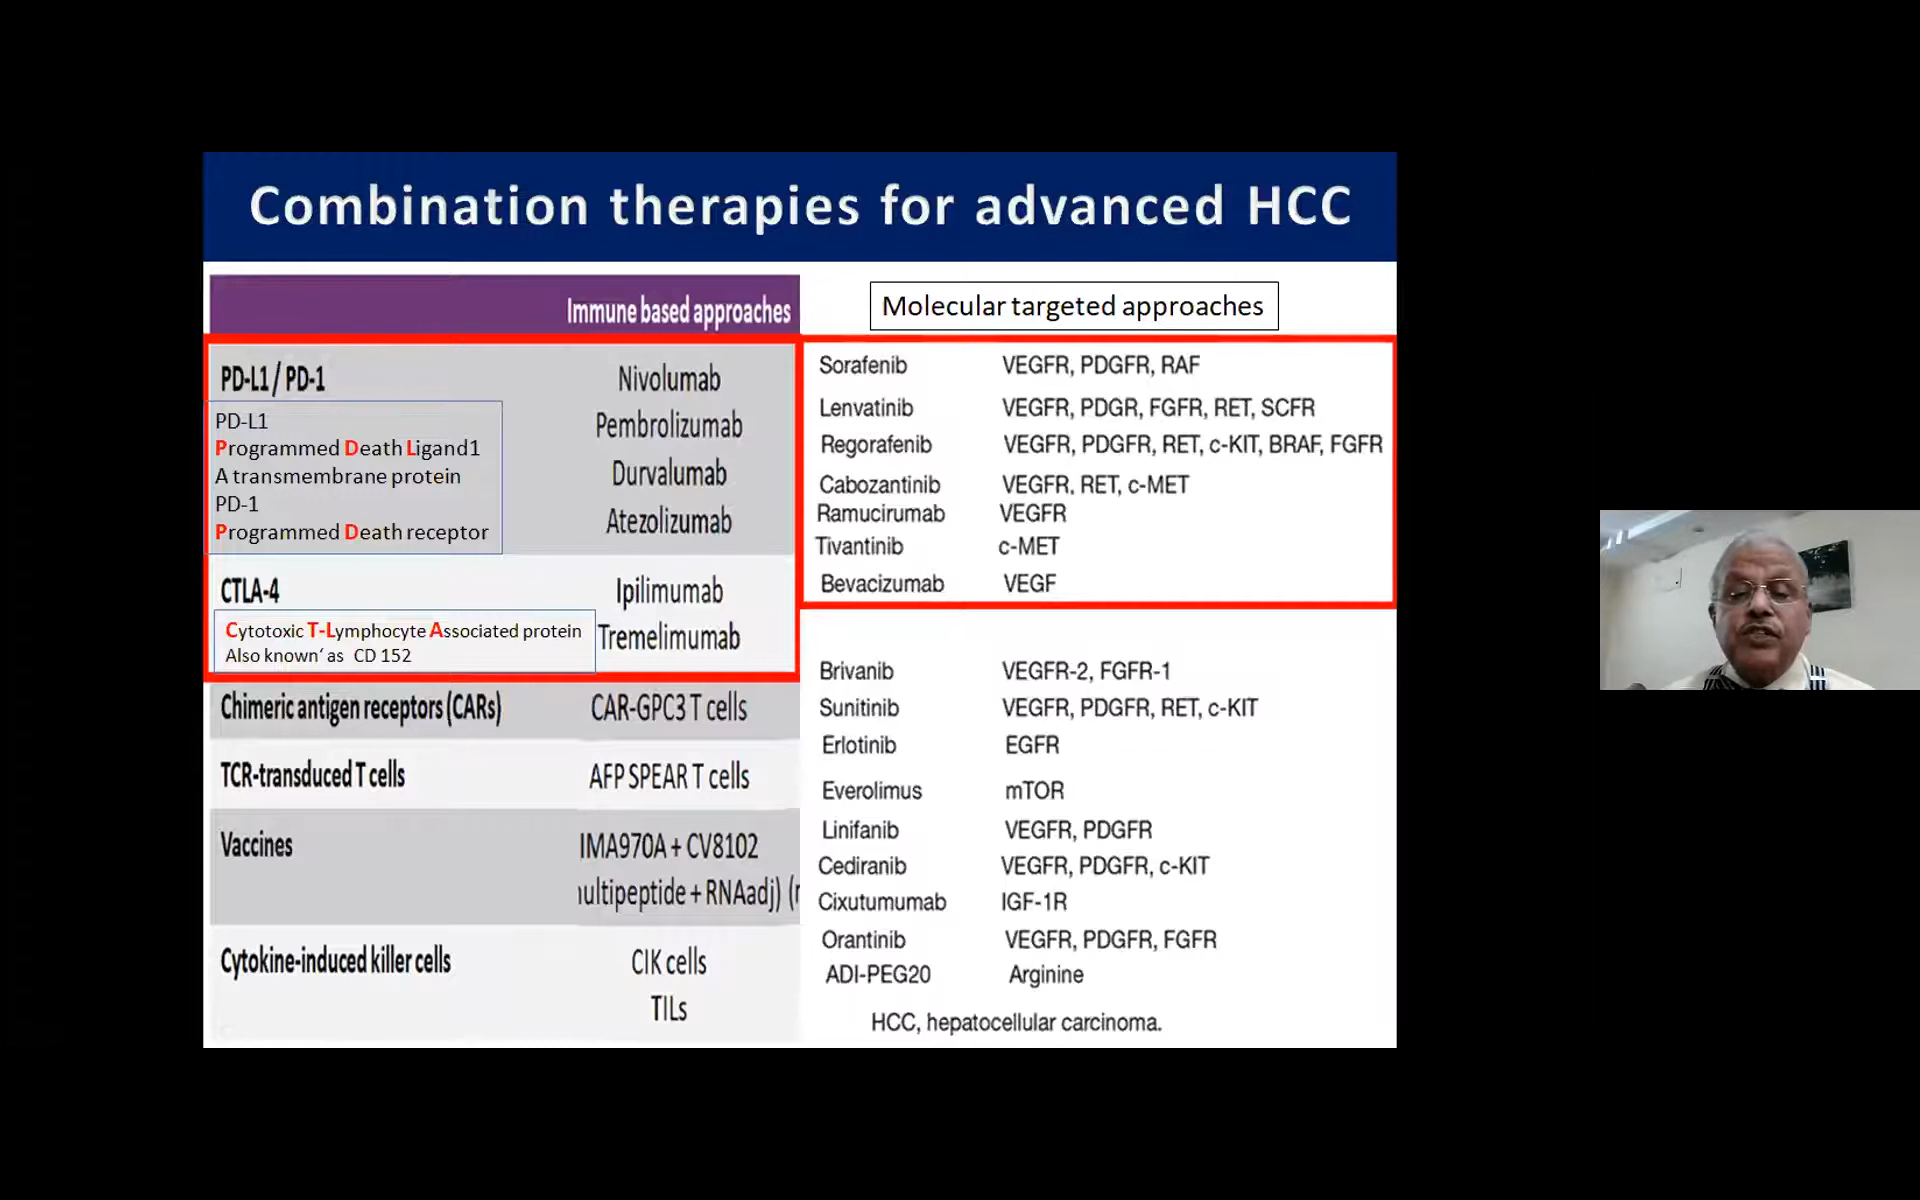 Combination therapies for advanced HCC
Immune based approaches
PD-L1 / PD-1
Nivolumab
PD-L1
Programmed Death Ligand1
A transmembrane protein
PD-1
Programmed Death receptor
Pembrolizumab
Durvalumab
Atezolizumab
CTLA-4
Ipilimumab
Cytotoxic T-Lymphocyte Associated protein
Also known' as CD 152
Tremelimumab
Chimeric antigen receptors (CARs) CAR-GPC3 T cells
TCR-transduced T cells AFP SPEAR T cells
Vaccines IMA970A + CV8102
ultipeptide + RNAadj) (
Cytokine-induced killer cells CIK cells
TILs
Molecular targeted approaches
Sorafenib VEGFR, PDGFR, RAF
Lenvatinib VEGFR, PDGR, FGFR, RET, SCFR
Regorafenib VEGFR, PDGFR, RET, c-KIT, BRAF, FGFR
Cabozantinib VEGFR, RET, c-MET
Ramucirumab VEGFR
Tivantinib c-MET
Bevacizumab VEGF
Brivanib VEGFR-2, FGFR-1
Sunitinib VEGFR, PDGFR, RET, c-KIT
Erlotinib EGFR
Everolimus mTOR
Linifanib VEGFR, PDGFR
Cediranib VEGFR, PDGFR, c-KIT
Cixutumumab IGF-1R
Orantinib VEGFR, PDGFR, FGFR
ADI-PEG20 Arginine
HCC, hepatocellular carcinoma.